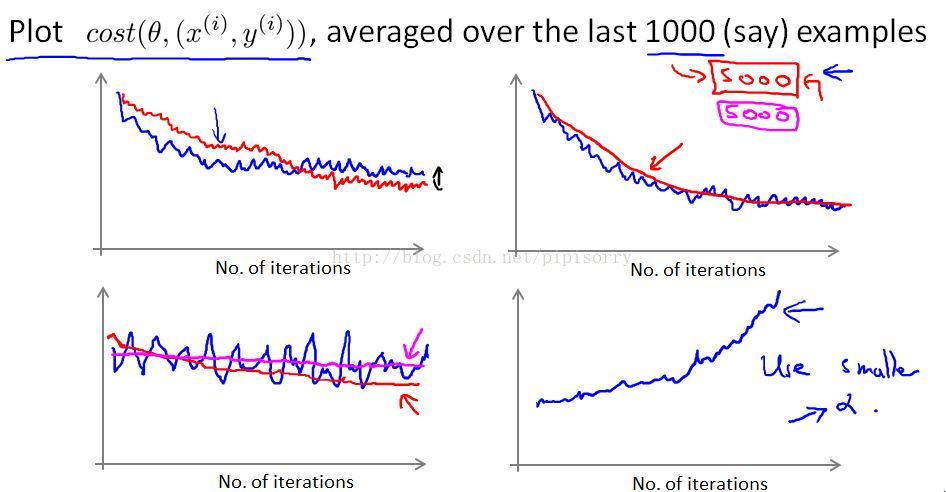 Plot cost(θ, (x^{(i)}, y^{(i)})), averaged over the last 1000 (say) examples
5000
5000
No. of iterations
No. of iterations
http://blog.csdn.net/pipisorry
Use smaller
α.
No. of iterations
No. of iterations